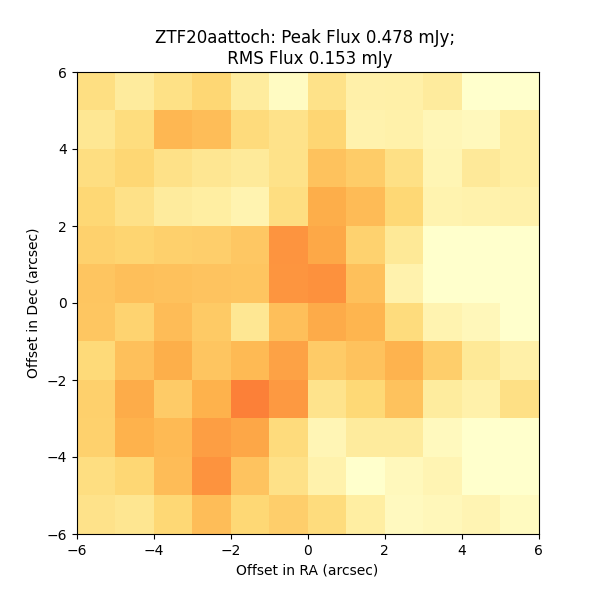 ZTF20aattoch: Peak Flux 0.478 mJy;
RMS Flux 0.153 mJy
6
4
2
0
−2
−4
−6
Offset in Dec (arcsec)
−6 −4 −2 0 2 4 6
Offset in RA (arcsec)